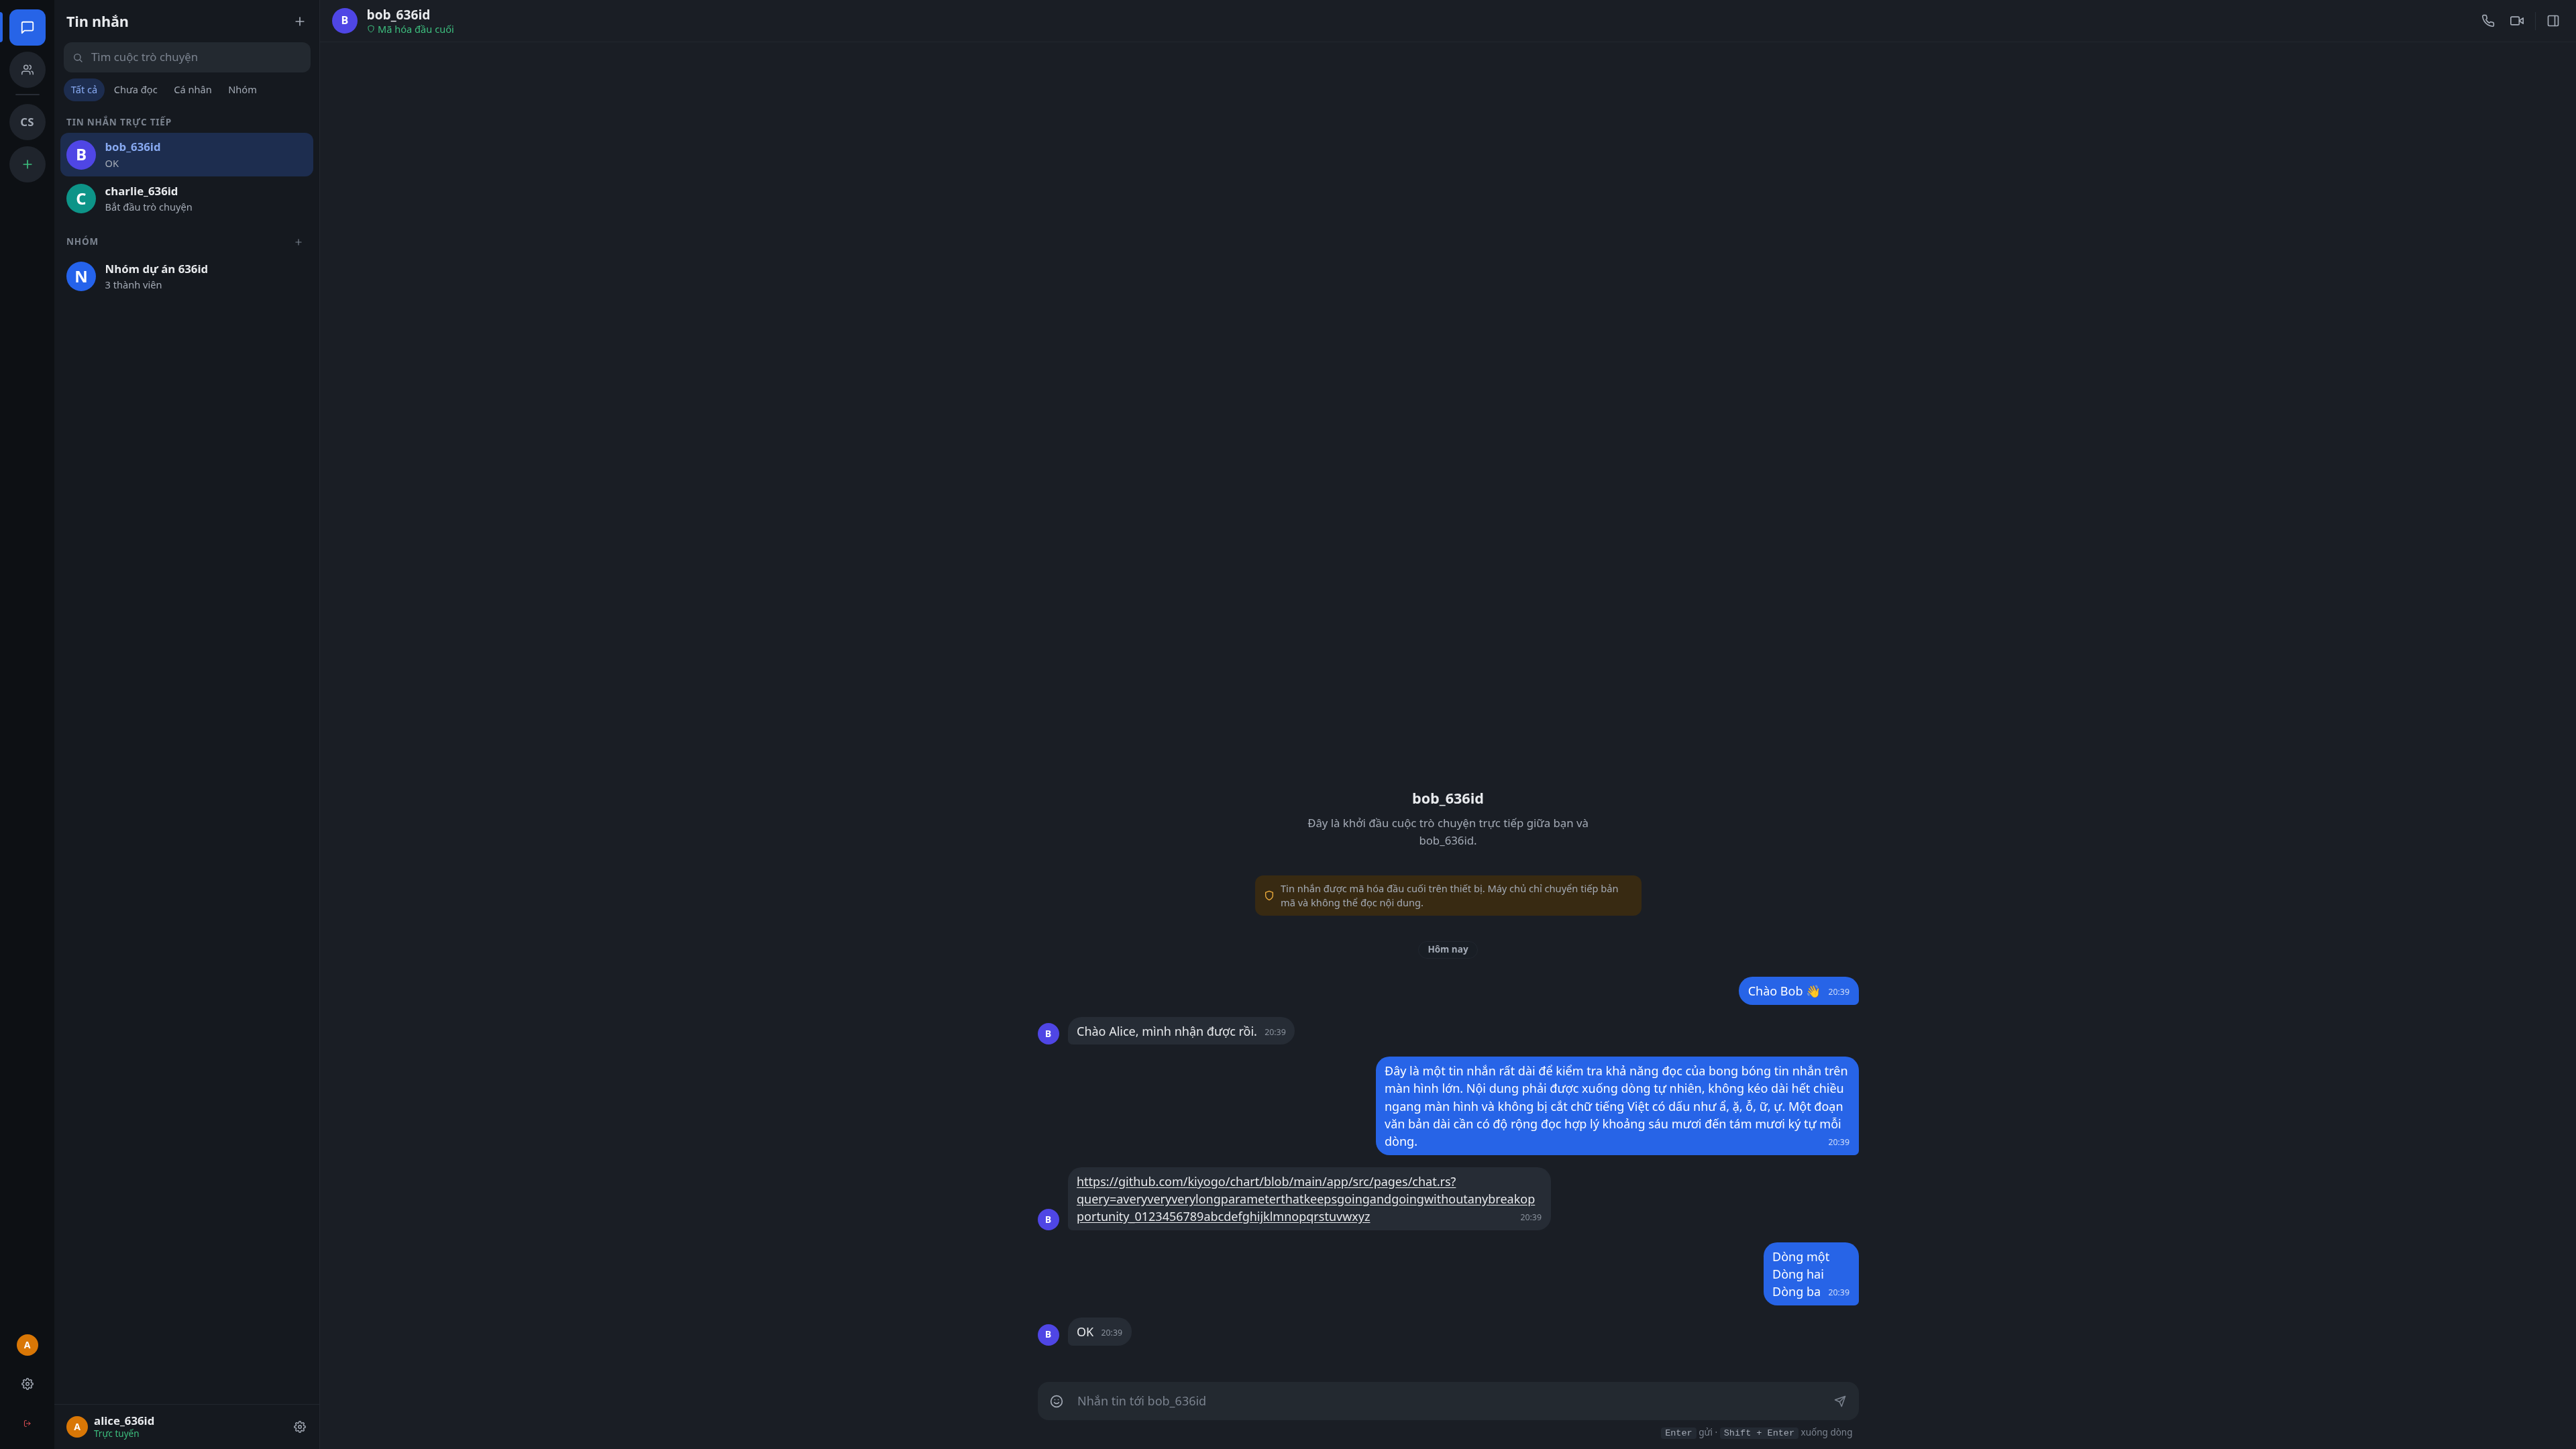 Tin nhắn
Tìm cuộc trò chuyện
Tất cả Chưa đọc Cá nhân Nhóm
CS
TIN NHẮN TRỰC TIẾP
B
bob_636id
OK
C
charlie_636id
Bắt đầu trò chuyện
NHÓM
N
Nhóm dự án 636id
3 thành viên
A
A
alice_636id
Trực tuyến
B
bob_636id
Mã hóa đầu cuối
bob_636id
Đây là khởi đầu cuộc trò chuyện trực tiếp giữa bạn và
bob_636id.
Tin nhắn được mã hóa đầu cuối trên thiết bị. Máy chủ chỉ chuyển tiếp bản
mã và không thể đọc nội dung.
Hôm nay
Chào Bob 👋 20:39
B
Chào Alice, mình nhận được rồi. 20:39
Đây là một tin nhắn rất dài để kiểm tra khả năng đọc của bong bóng tin nhắn trên
màn hình lớn. Nội dung phải được xuống dòng tự nhiên, không kéo dài hết chiều
ngang màn hình và không bị cắt chữ tiếng Việt có dấu như ấ, ặ, ỗ, ữ, ự. Một đoạn
văn bản dài cần có độ rộng đọc hợp lý khoảng sáu mươi đến tám mươi ký tự mỗi
dòng. 20:39
https://github.com/kiyogo/chart/blob/main/app/src/pages/chat.rs?
query=averyveryverylongparameterthatkeepsgoingandgoingwithoutanybreakop
portunity_0123456789abcdefghijklmnopqrstuvwxyz 20:39
B
Dòng một
Dòng hai
Dòng ba 20:39
B
OK 20:39
Nhắn tin tới bob_636id
Enter gửi · Shift + Enter xuống dòng